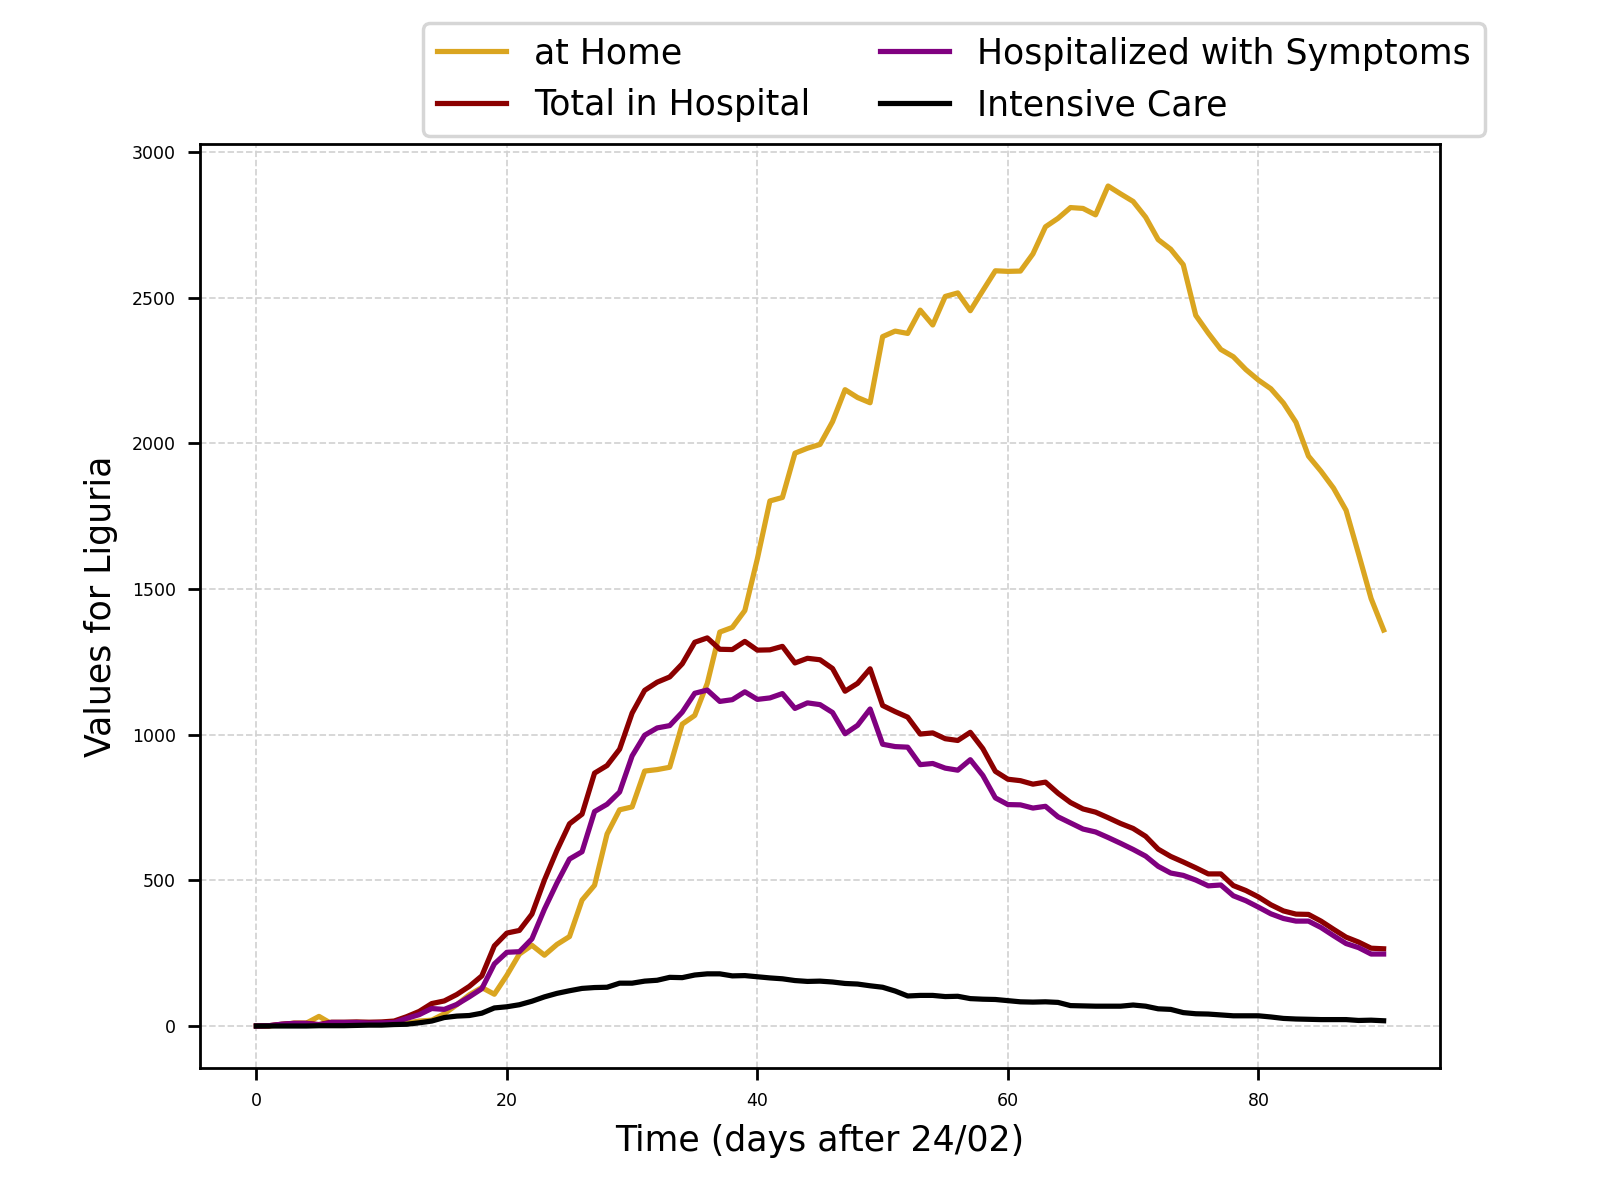 at Home
Total in Hospital
Hospitalized with Symptoms
Intensive Care
3000
2500
2000
1500
1000
500
0
Values for Liguria
0 20 40 60 80
Time (days after 24/02)